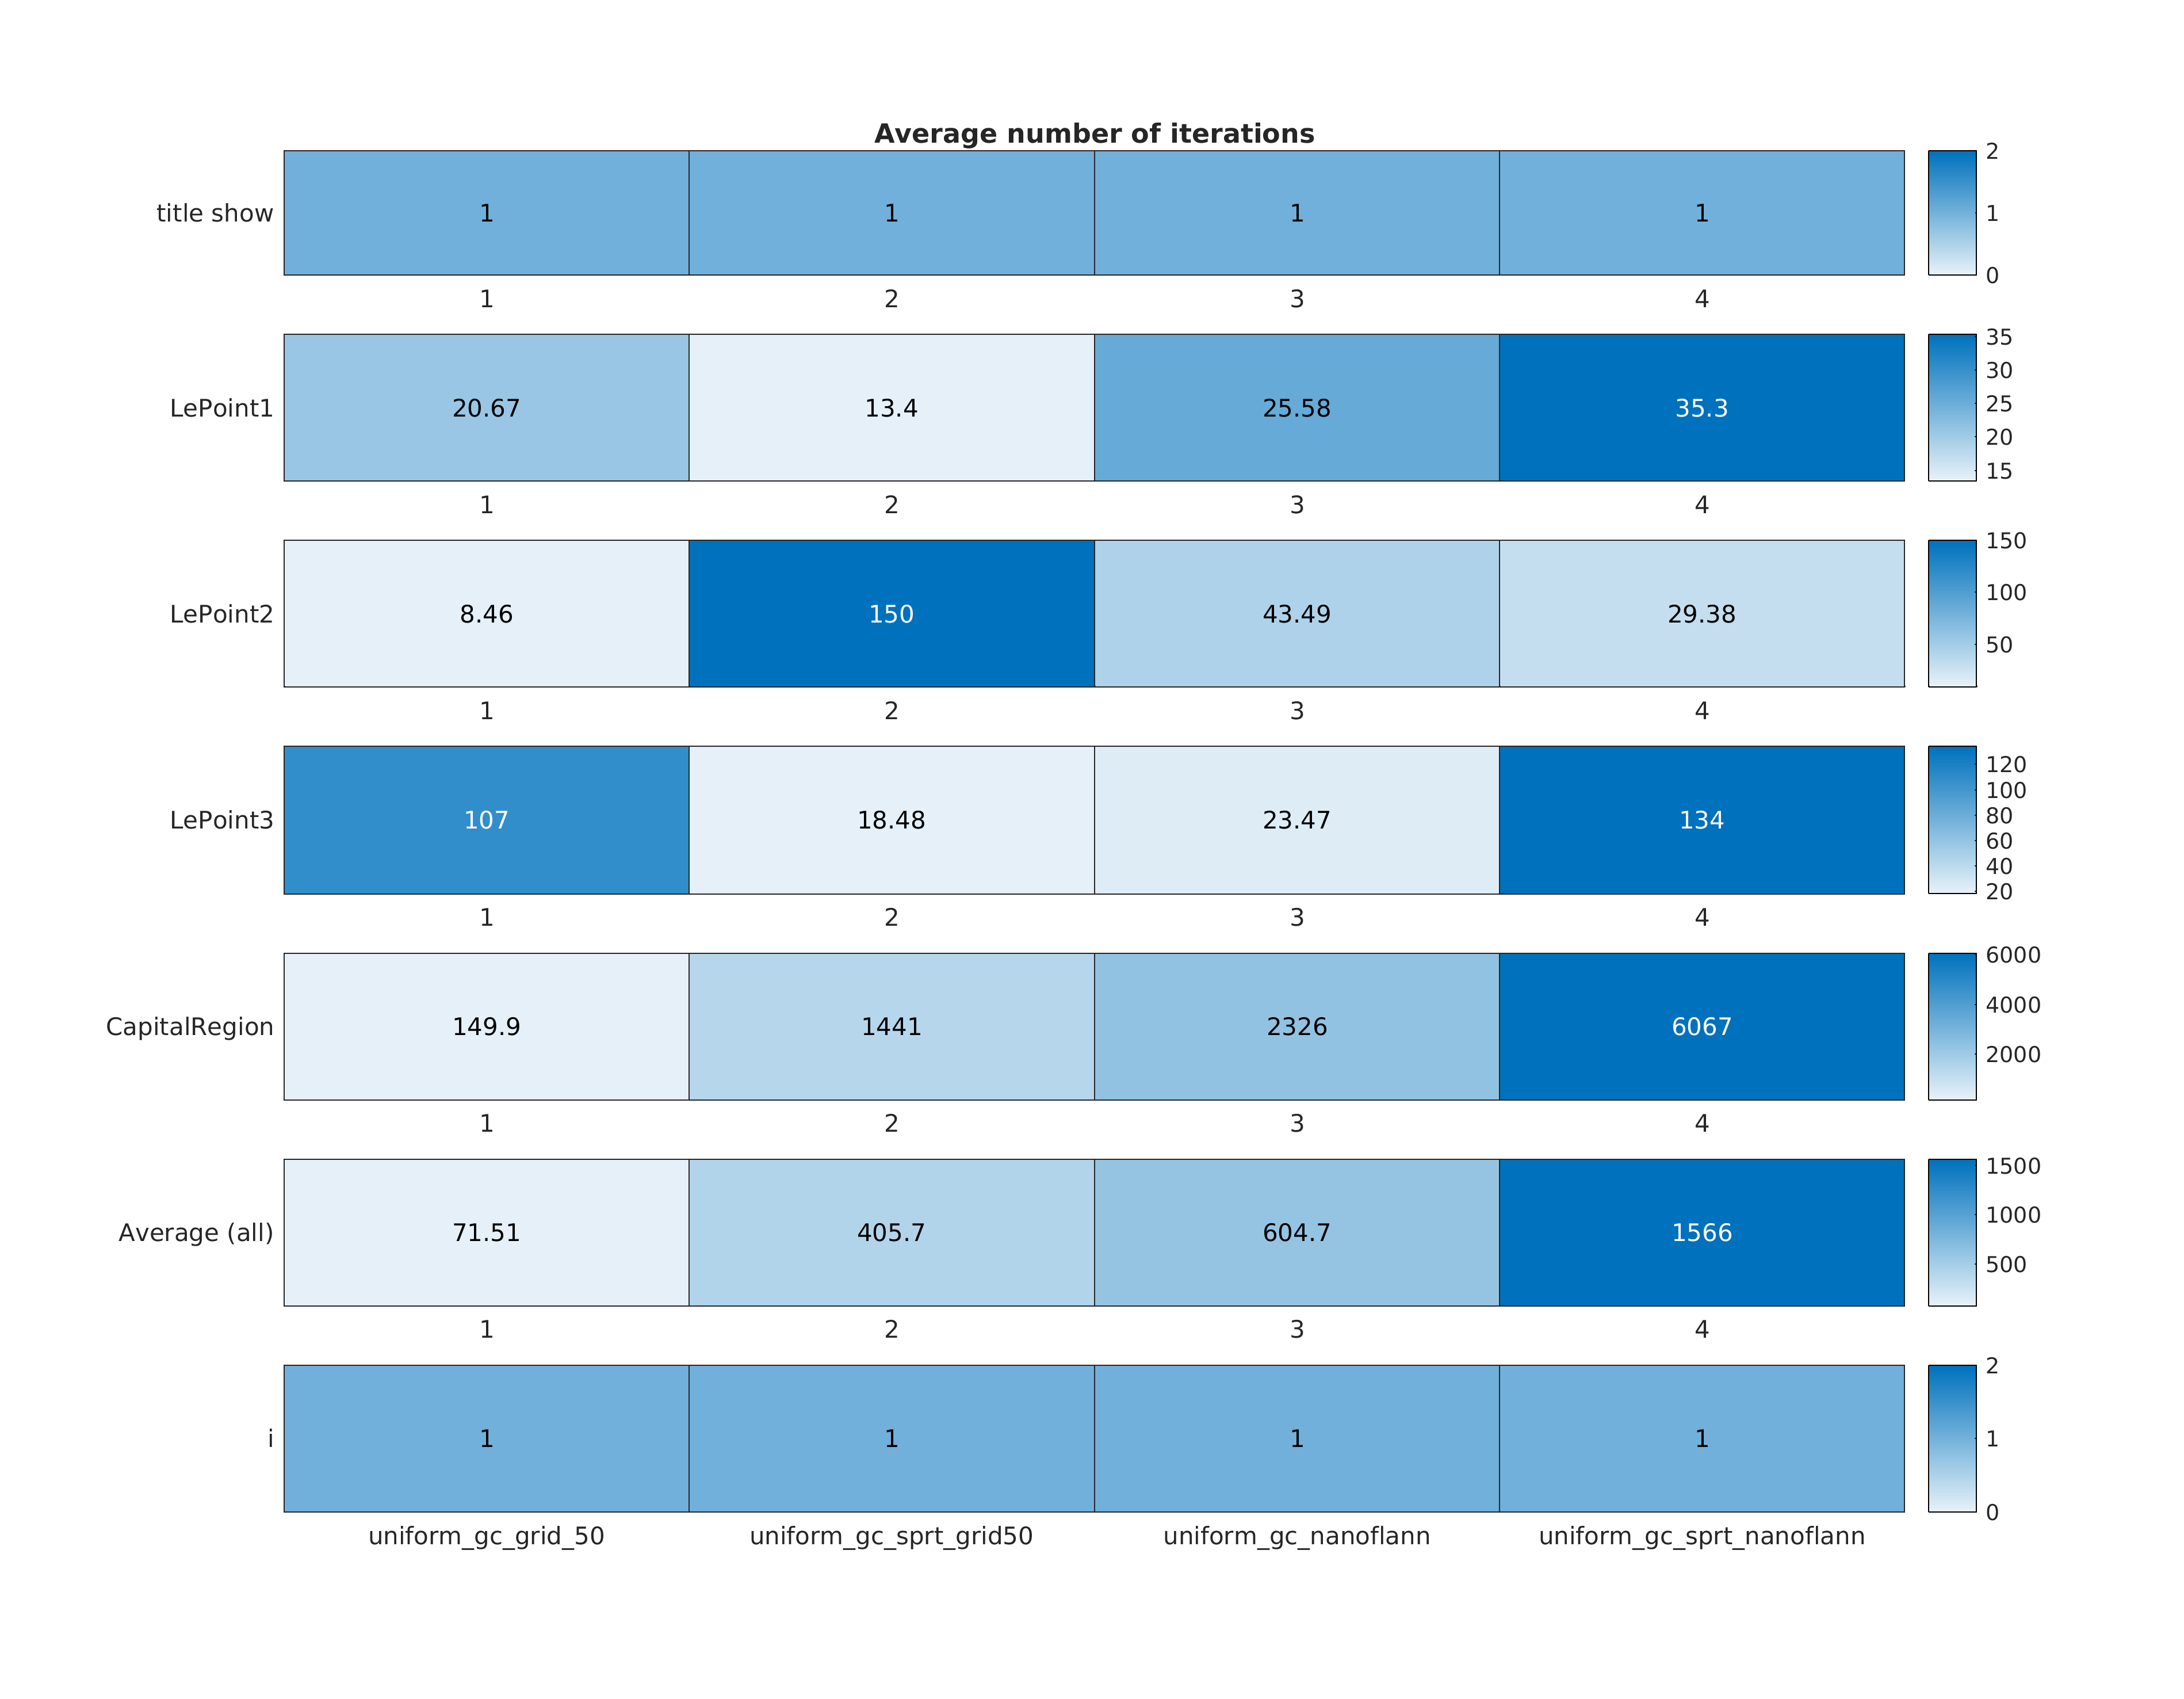 Average number of iterations
2
title show 1 1 1 1 1
0
1 2 3 4
35
30
LePoint1 20.67 13.4 25.58 35.3 25
20
15
1 2 3 4
150
100
LePoint2 8.46 150 43.49 29.38
50
1 2 3 4
120
100
LePoint3 107 18.48 23.47 134 80
60
40
20
1 2 3 4
6000
4000
CapitalRegion 149.9 1441 2326 6067
2000
1 2 3 4
1500
1000
Average (all) 71.51 405.7 604.7 1566
500
1 2 3 4
2
i 1 1 1 1 1
0
uniform_gc_grid_50 uniform_gc_sprt_grid50 uniform_gc_nanoflann uniform_gc_sprt_nanoflann